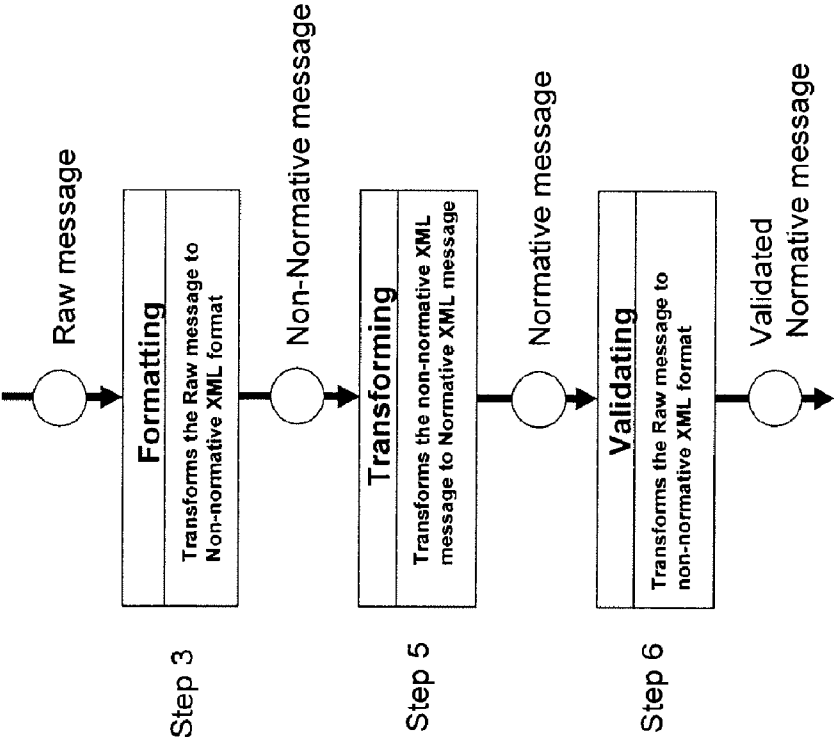 Raw message
Step 3
Formatting
Transforms the Raw message to
Non-normative XML format
Non-Normative message
Step 5
Transforming
Transforms the non-normative XML
message to Normative XML message
Normative message
Step 6
Validating
Transforms the Raw message to
non-normative XML format
Validated
Normative message